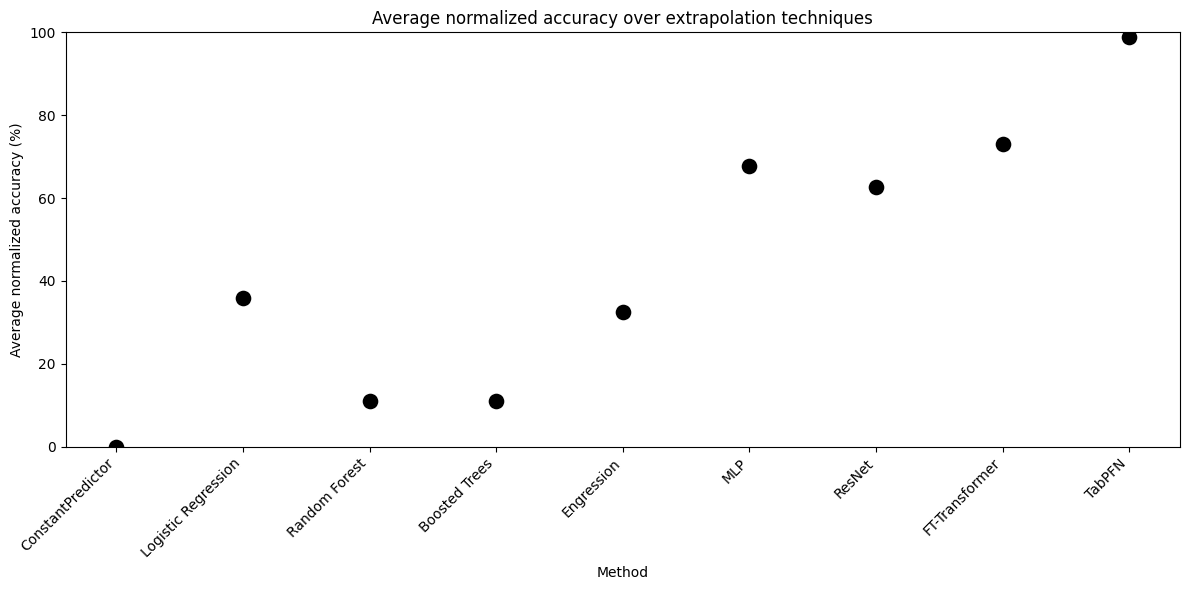 Average normalized accuracy over extrapolation techniques
Average normalized accuracy (%)
100
80
60
40
20
0
ConstantPredictor
Logistic Regression
Random Forest
Boosted Trees
Engression
MLP
ResNet
FT-Transformer
TabPFN
Method